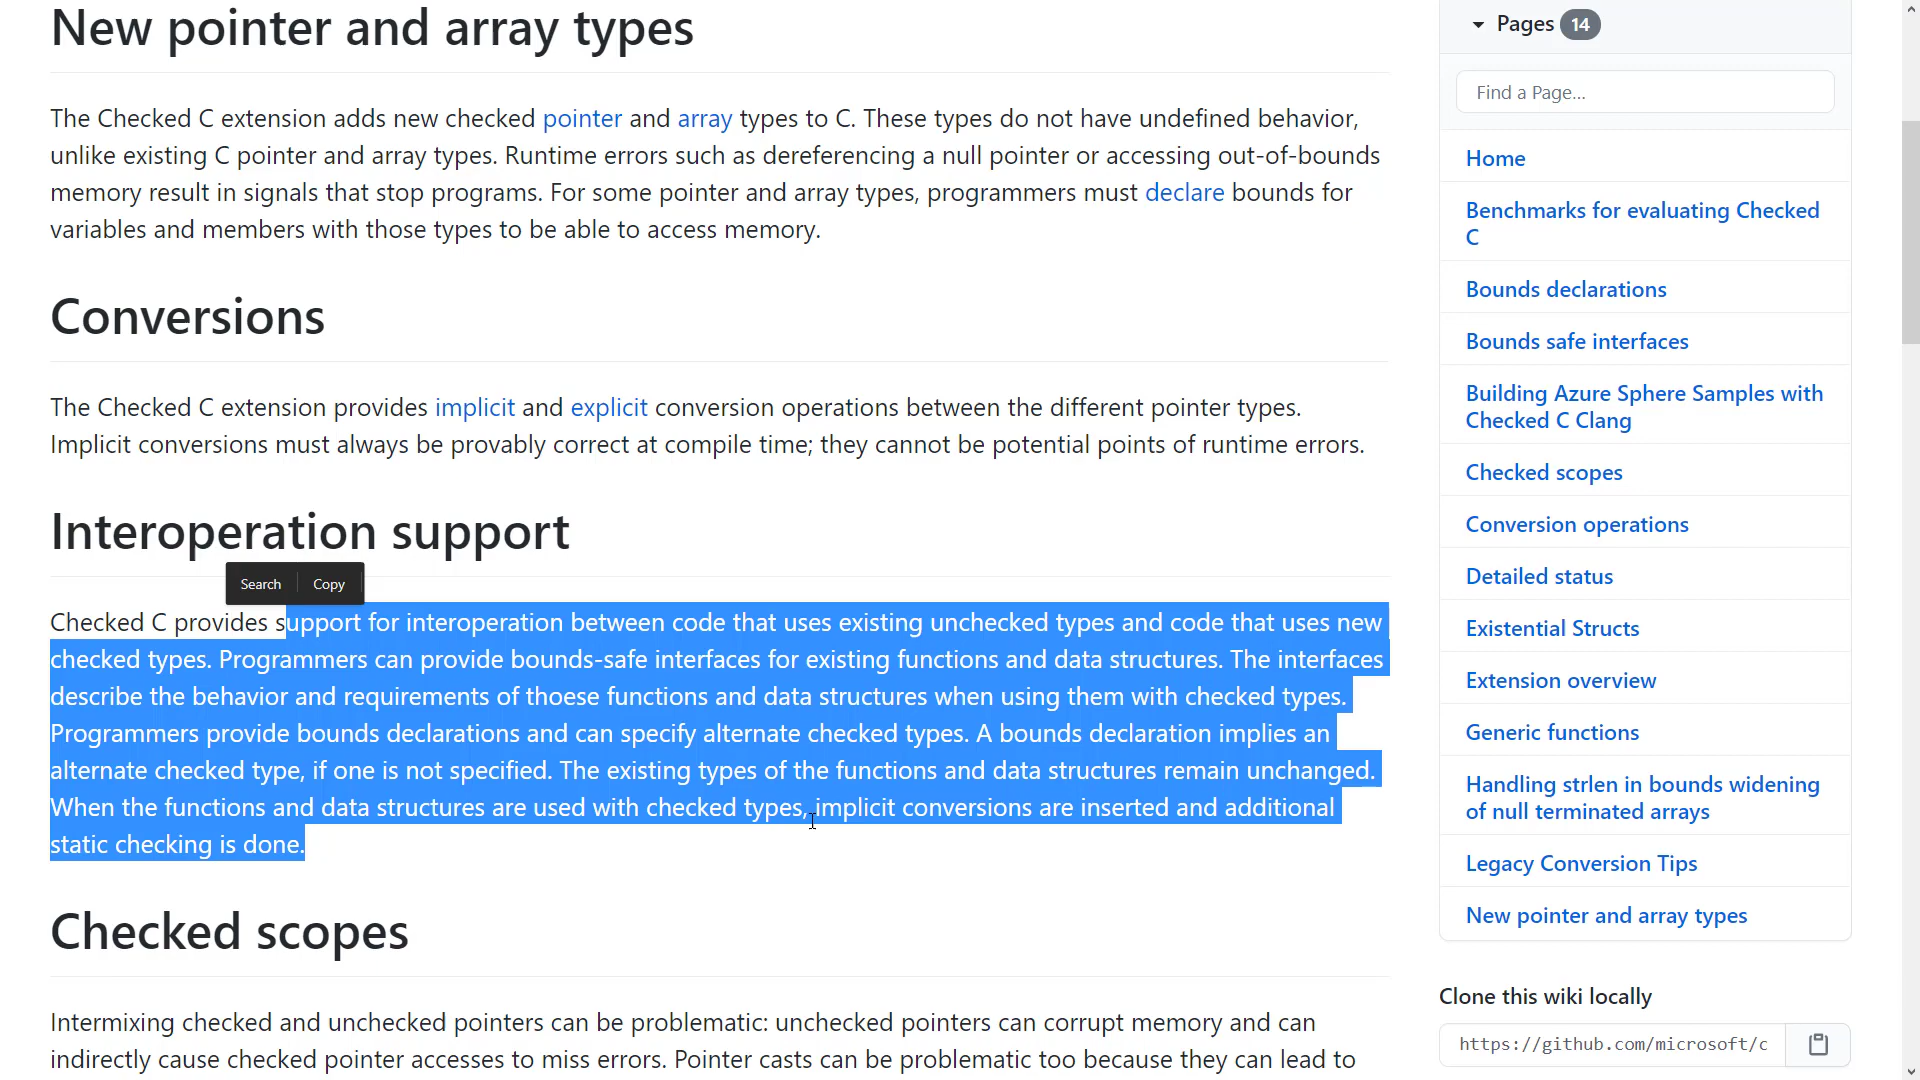 New pointer and array types
The Checked C extension adds new checked pointer and array types to C. These types do not have undefined behavior,
unlike existing C pointer and array types. Runtime errors such as dereferencing a null pointer or accessing out-of-bounds
memory result in signals that stop programs. For some pointer and array types, programmers must declare bounds for
variables and members with those types to be able to access memory.
Conversions
The Checked C extension provides implicit and explicit conversion operations between the different pointer types.
Implicit conversions must always be provably correct at compile time; they cannot be potential points of runtime errors.
Interoperation support
Search Copy
Checked C provides support for interoperation between code that uses existing unchecked types and code that uses new
checked types. Programmers can provide bounds-safe interfaces for existing functions and data structures. The interfaces
describe the behavior and requirements of thoese functions and data structures when using them with checked types.
Programmers provide bounds declarations and can specify alternate checked types. A bounds declaration implies an
alternate checked type, if one is not specified. The existing types of the functions and data structures remain unchanged.
When the functions and data structures are used with checked types, implicit conversions are inserted and additional
static checking is done.
Checked scopes
Intermixing checked and unchecked pointers can be problematic: unchecked pointers can corrupt memory and can
indirectly cause checked pointer accesses to miss errors. Pointer casts can be problematic too because they can lead to
Pages 14
Find a Page...
Home
Benchmarks for evaluating Checked
C
Bounds declarations
Bounds safe interfaces
Building Azure Sphere Samples with
Checked C Clang
Checked scopes
Conversion operations
Detailed status
Existential Structs
Extension overview
Generic functions
Handling strlen in bounds widening
of null terminated arrays
Legacy Conversion Tips
New pointer and array types
Clone this wiki locally
https://github.com/microsoft/c